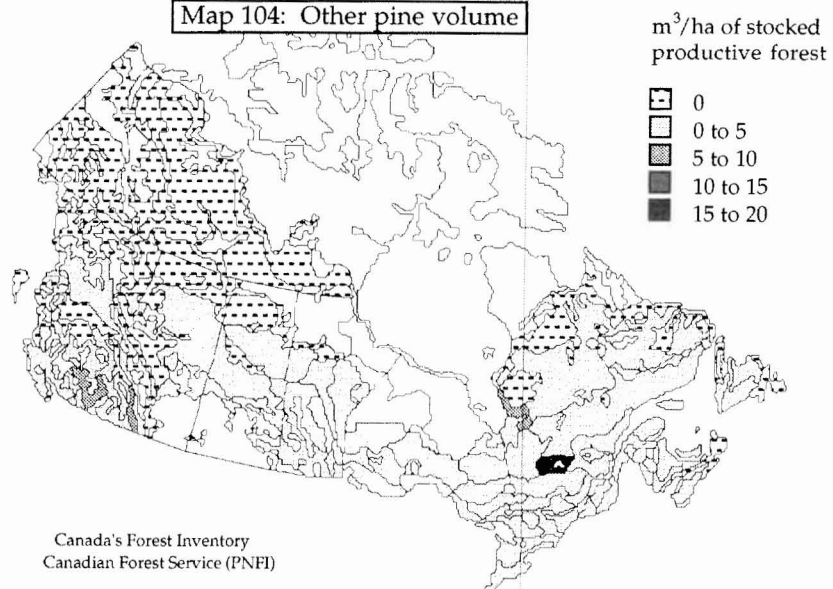 Map 104: Other pine volume
m³/ha of stocked
productive forest
0
0 to 5
5 to 10
10 to 15
15 to 20
Canada's Forest Inventory
Canadian Forest Service (PNFI)